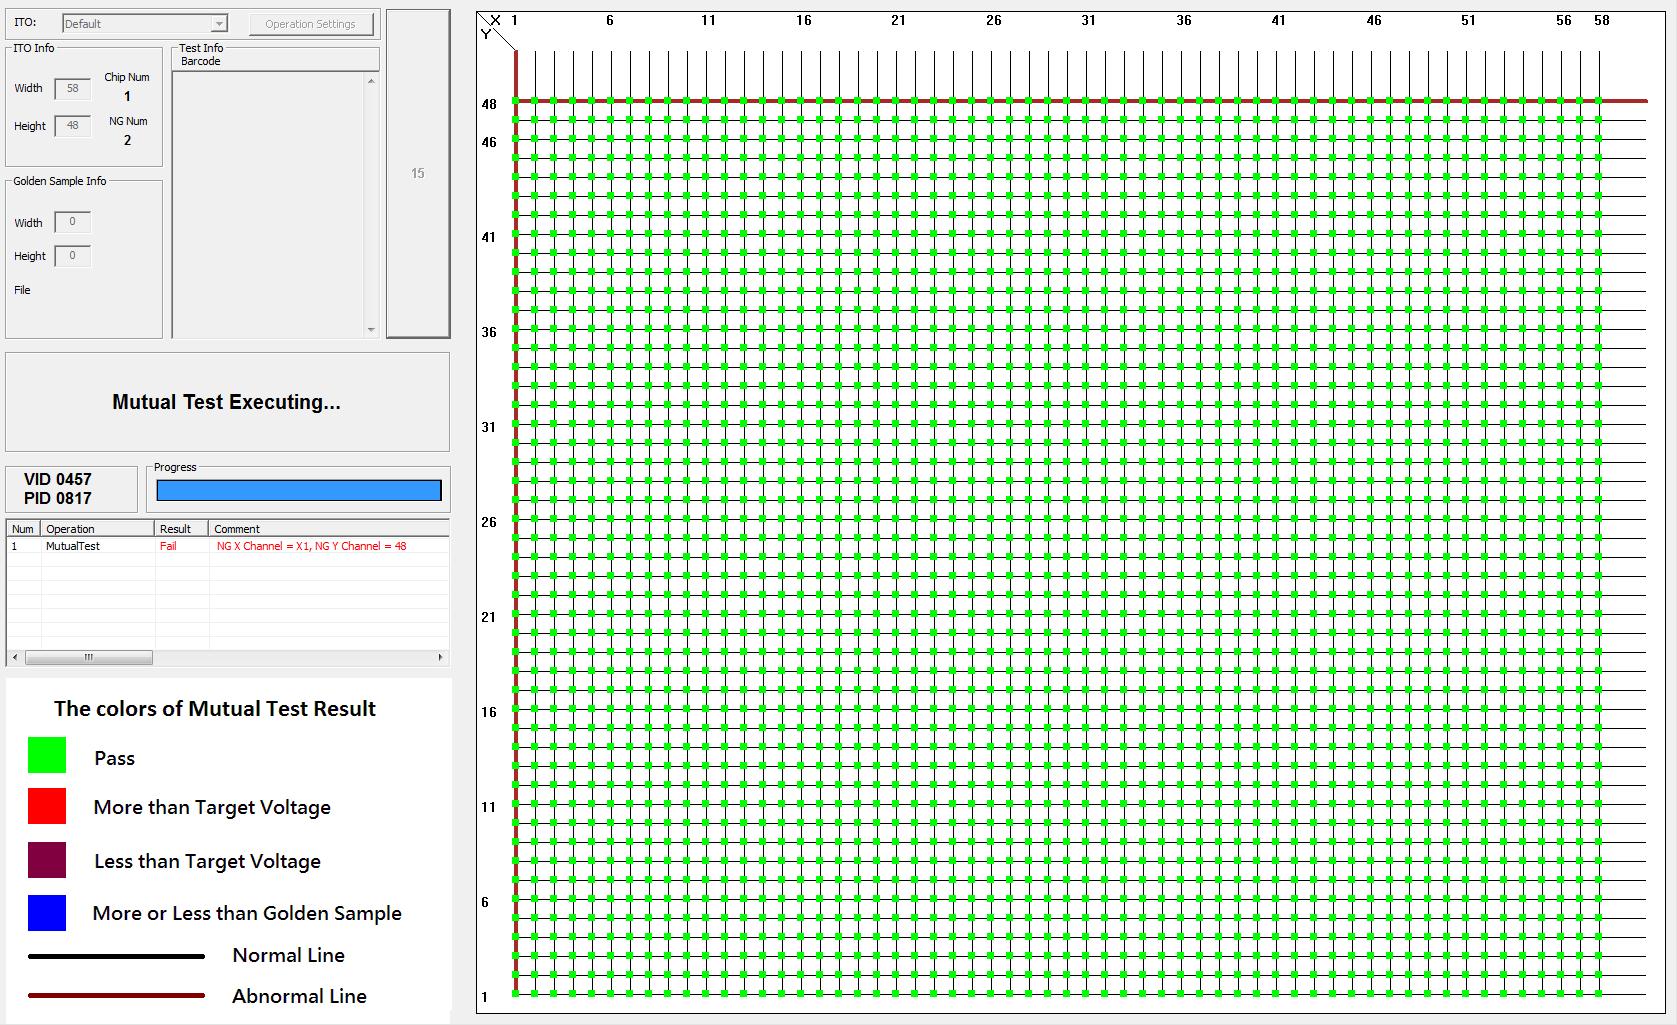 ITO:
Default
Operation Settings
ITO Info
Width 58
Chip Num
1
Height 48
NG Num
2
Test Info
Barcode
15
Golden Sample Info
Width 0
Height 0
File
Mutual Test Executing...
VID 0457
PID 0817
Progress
Num Operation Result Comment
1 MutualTest Fail NG X Channel = X1, NG Y Channel = 48
The colors of Mutual Test Result
Pass
More than Target Voltage
Less than Target Voltage
More or Less than Golden Sample
Normal Line
Abnormal Line
X 1 6 11 16 21 26 31 36 41 46 51 56 58
Y
48
46
41
36
31
26
21
16
11
6
1